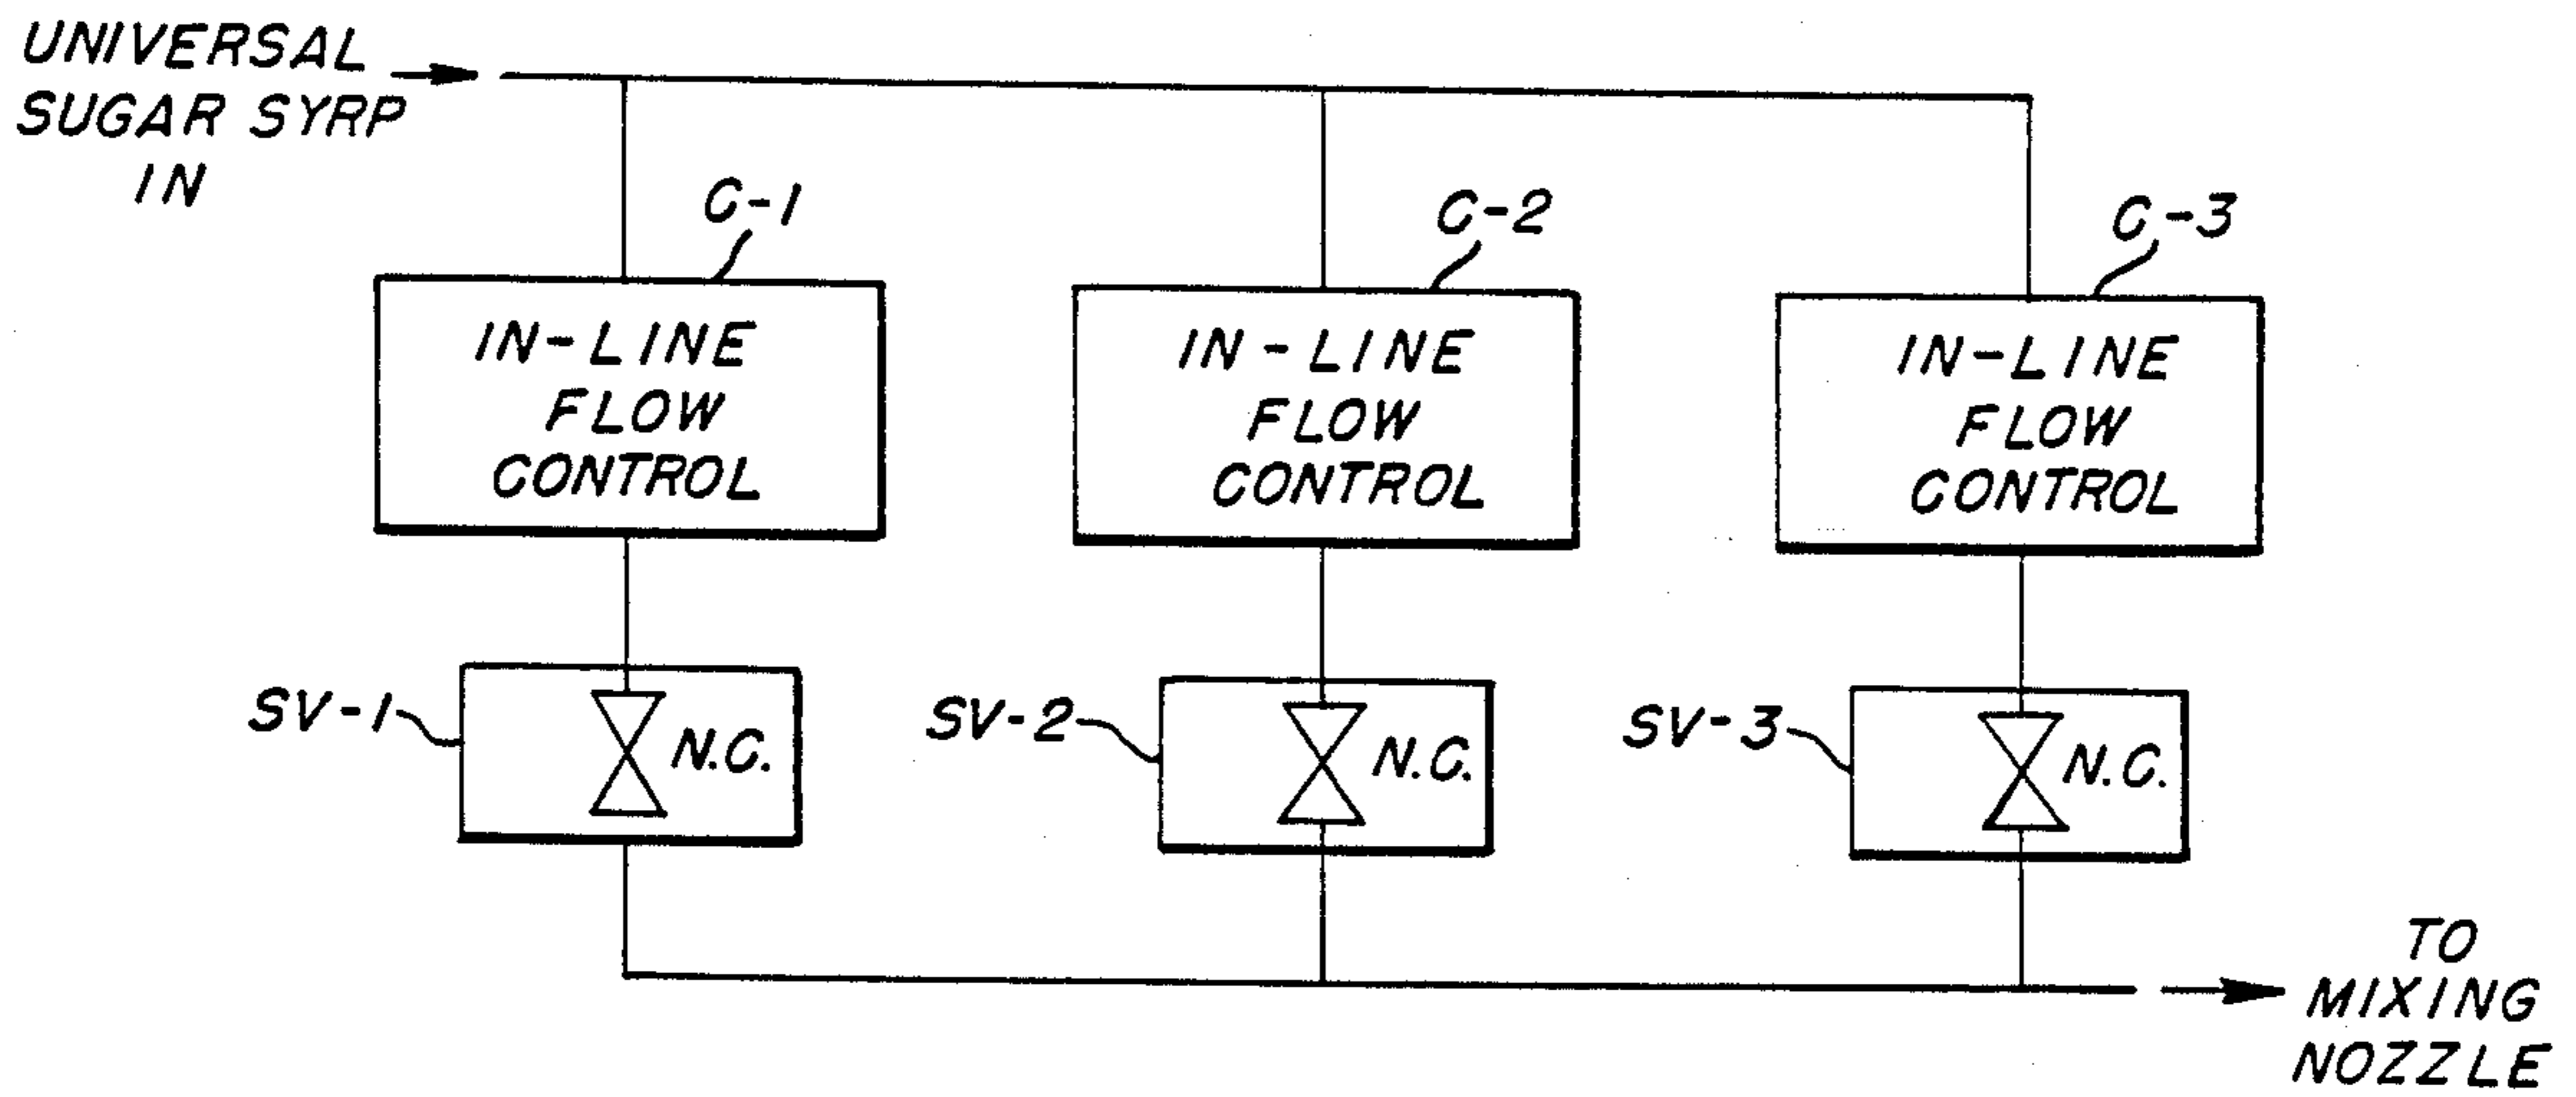 UNIVERSAL
SUGAR SYRP
IN
C-1
C-2
C-3
IN-LINE
FLOW
CONTROL
IN-LINE
FLOW
CONTROL
IN-LINE
FLOW
CONTROL
SV-1
N.C.
SV-2
N.C.
SV-3
N.C.
TO
MIXING
NOZZLE